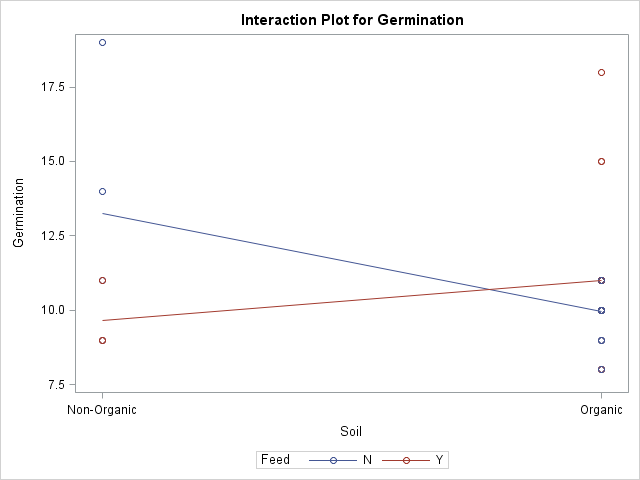 Interaction Plot for Germination
17.5
15.0
12.5
10.0
7.5
Germination
Non-Organic Organic
Soil
Feed N Y